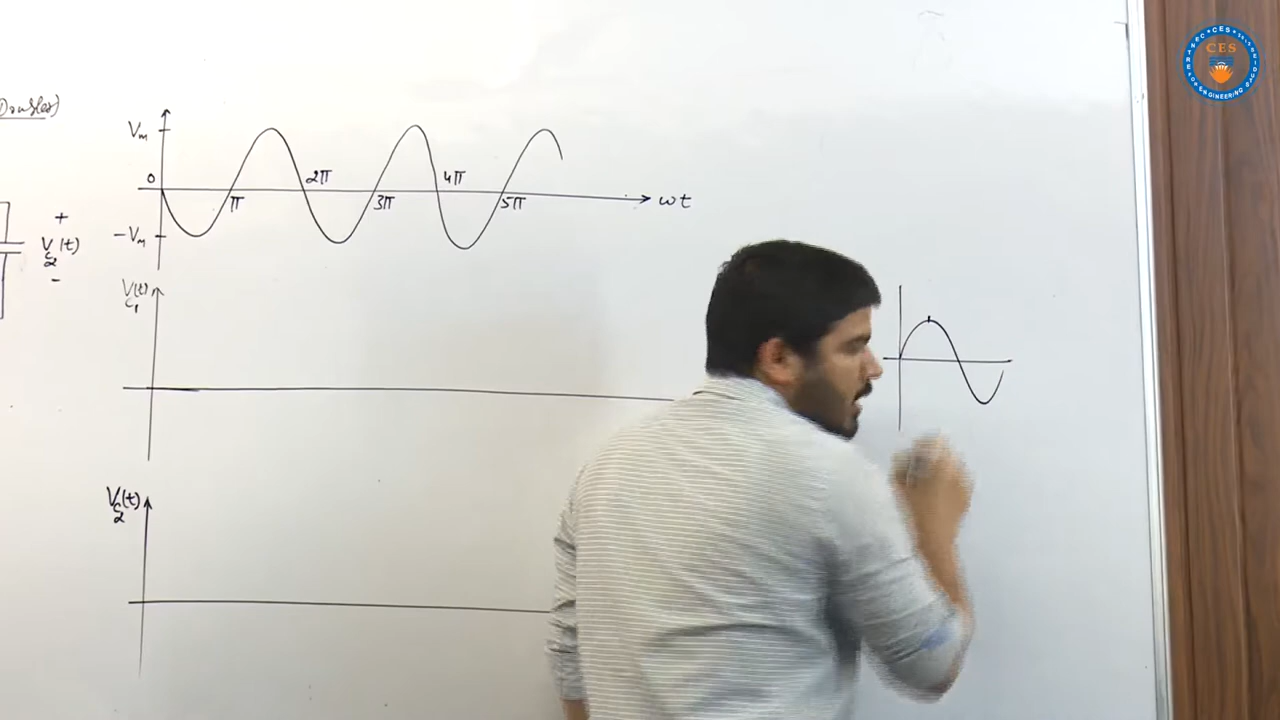 Doubler)
Vm
0
2π
4π
π
3π
5π
ωt
-Vm
+
Vc2(t)
-
Vc1(t)
Vc2(t)
CES